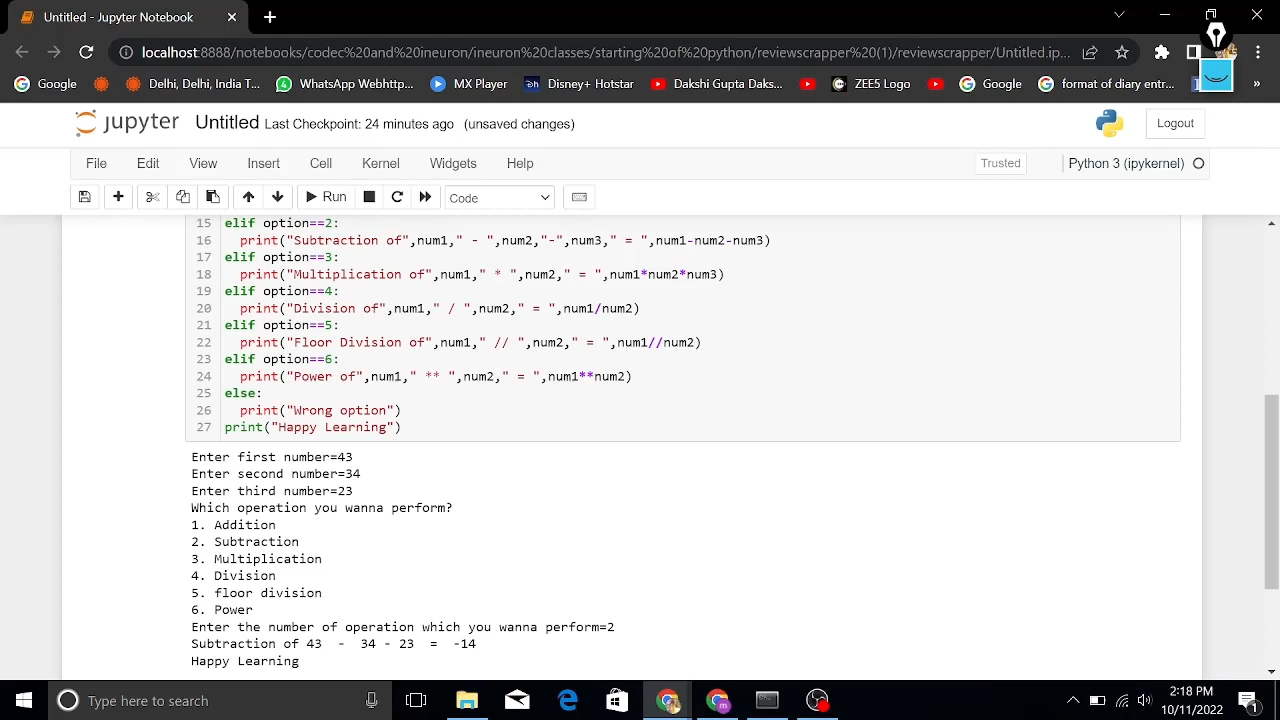 Untitled - Jupyter Notebook
localhost:8888/notebooks/codec%20and%20ineuron/ineuron%20classes/starting%20of%20python/reviewscrapper%20(1)/reviewscrapper/Untitled.ip...
Google Delhi, Delhi, India T... WhatsApp Webhttp... MX Player Disney+ Hotstar Dakshi Gupta Daks... ZEE5 Logo Google format of diary entr... »
jupyter Untitled Last Checkpoint: 24 minutes ago (unsaved changes) Logout
File Edit View Insert Cell Kernel Widgets Help Trusted Python 3 (ipykernel)
Run Code
15 elif option==2:
16 print("Subtraction of",num1," - ",num2,"-",num3," = ",num1-num2-num3)
17 elif option==3:
18 print("Multiplication of",num1," * ",num2," = ",num1*num2*num3)
19 elif option==4:
20 print("Division of",num1," / ",num2," = ",num1/num2)
21 elif option==5:
22 print("Floor Division of",num1," // ",num2," = ",num1//num2)
23 elif option==6:
24 print("Power of",num1," ** ",num2," = ",num1**num2)
25 else:
26 print("Wrong option")
27 print("Happy Learning")
Enter first number=43
Enter second number=34
Enter third number=23
Which operation you wanna perform?
1. Addition
2. Subtraction
3. Multiplication
4. Division
5. floor division
6. Power
Enter the number of operation which you wanna perform=2
Subtraction of 43 - 34 - 23 = -14
Happy Learning
Type here to search
2:18 PM
10/11/2022